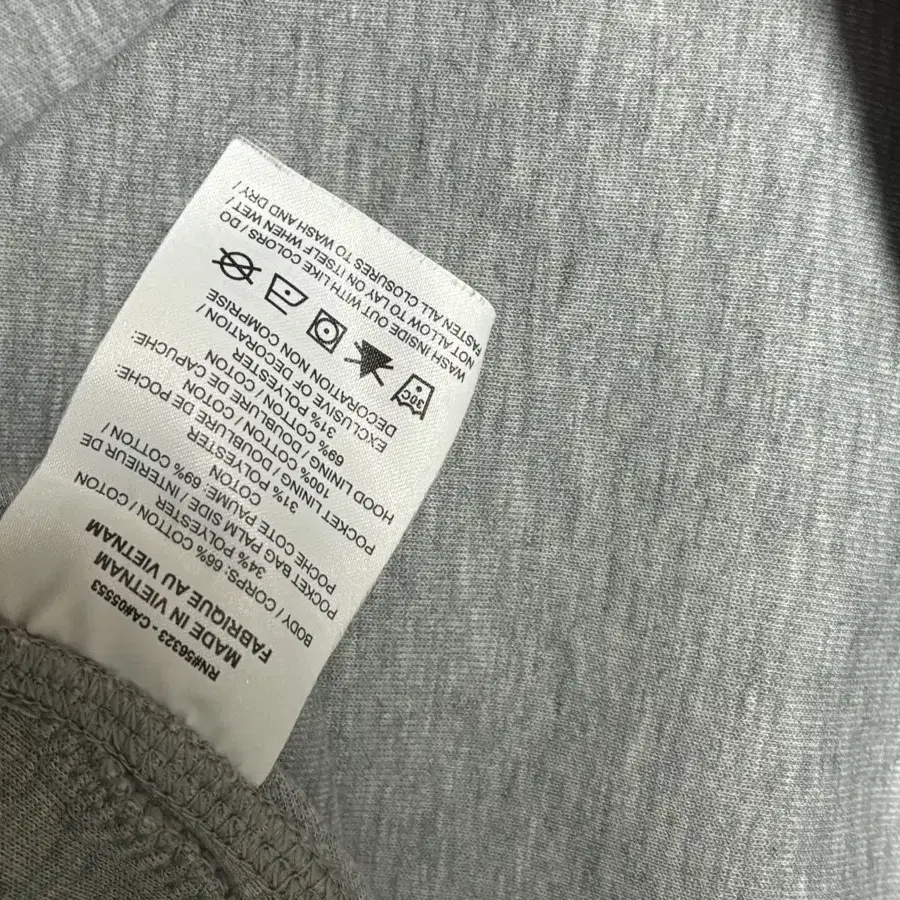 RN#56323 - CA#05553
MADE IN VIETNAM
FABRIQUE AU VIETNAM
BODY / CORPS: 66% COTTON / COTON
34% POLYESTER
POCKET BAG PALM SIDE / INTERIEUR DE
POCHE COTE PAUME: 69% COTTON /
COTON
31% POLYESTER
POCKET LINING / DOUBLURE DE POCHE:
100% COTTON / COTON
HOOD LINING / DOUBLURE DE CAPUCHE:
69% COTTON / COTON
31% POLYESTER
EXCLUSIVE OF DECORATION /
DECORATION NON COMPRISE
30C
WASH INSIDE OUT WITH LIKE COLORS / DO
NOT ALLOW TO LAY ON ITSELF WHEN WET /
FASTEN ALL CLOSURES TO WASH AND DRY /